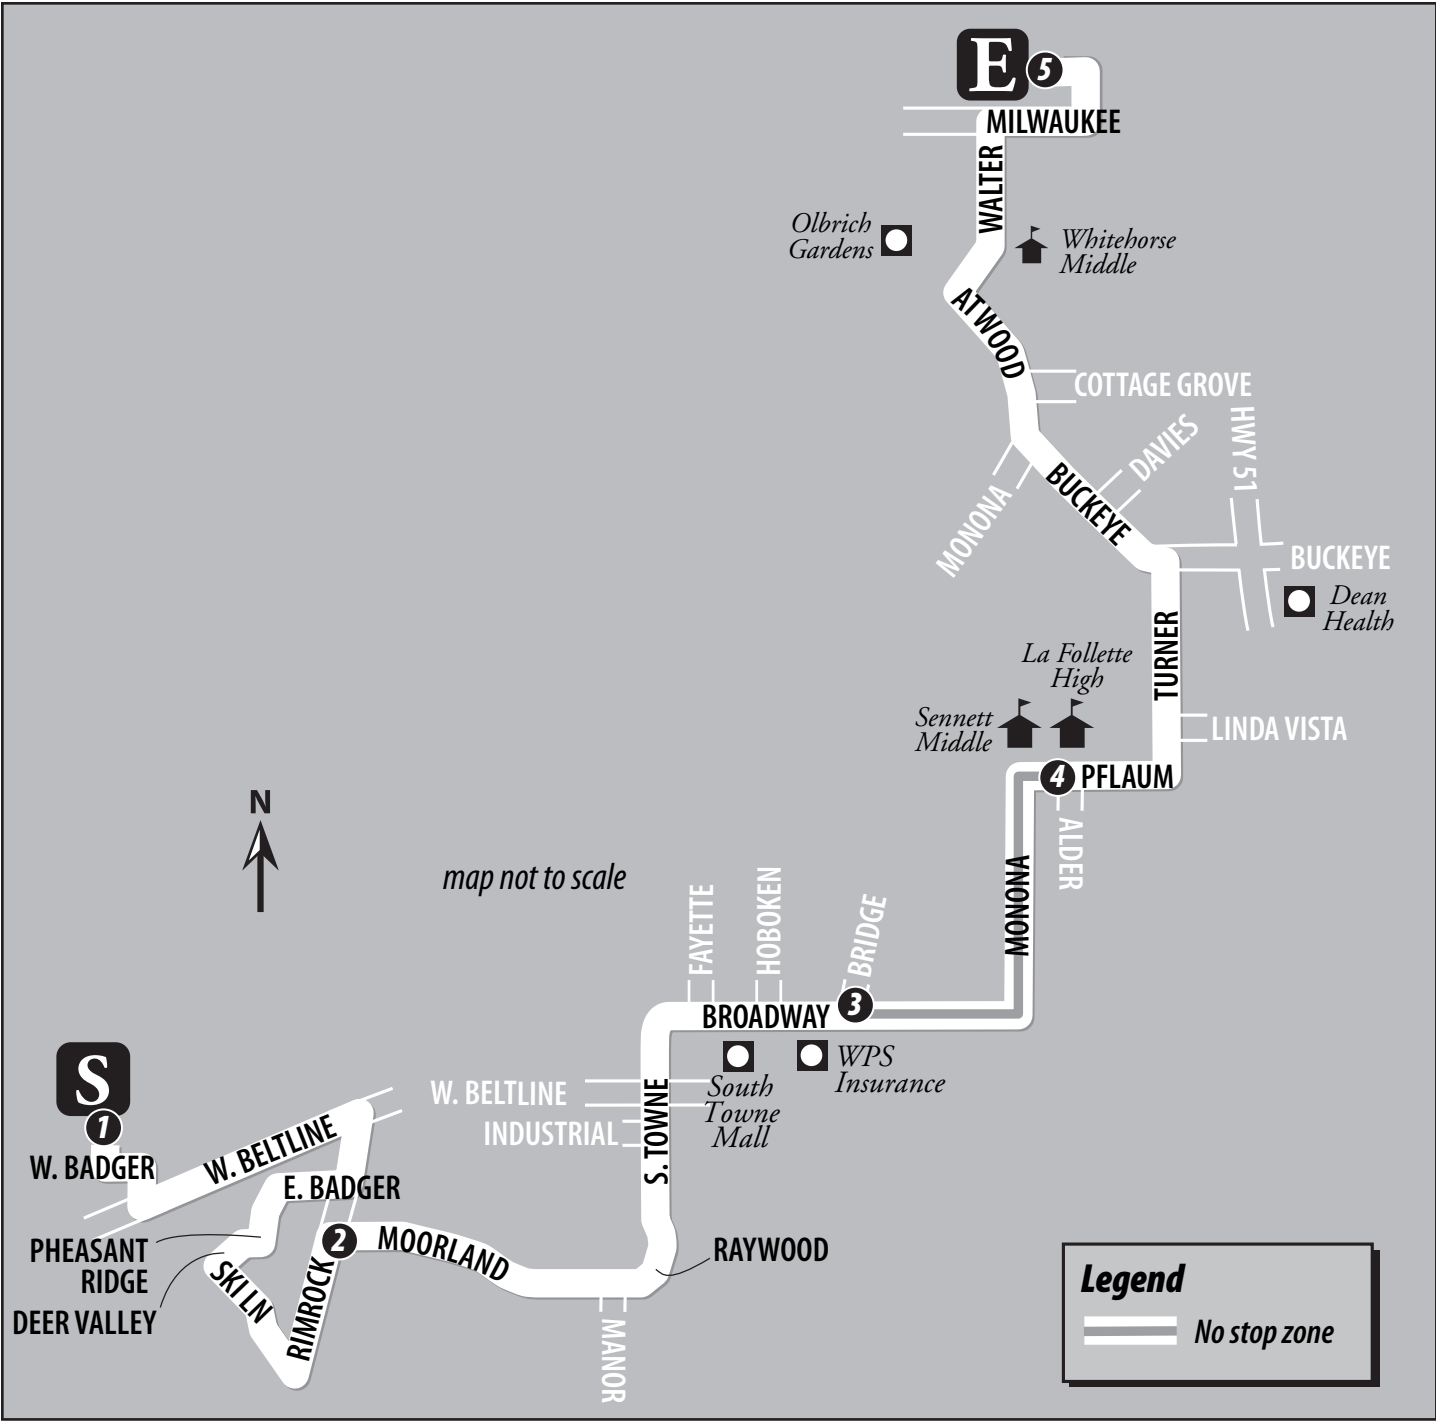 E
5
MILWAUKEE
WALTER
Olbrich
Gardens
Whitehorse
Middle
ATWOOD
COTTAGE GROVE
HWY 51
DAVIES
BUCKEYE
MONONA
BUCKEYE
Dean
Health
TURNER
La Follette
High
Sennett
Middle
LINDA VISTA
4
PFLAUM
ALDER
N
map not to scale
MONONA
FAYETTE
HOBOKEN
BRIDGE
3
BROADWAY
South
Towne
Mall
WPS
Insurance
S
1
W. BADGER
W. BELTLINE
W. BELTLINE
INDUSTRIAL
S. TOWNE
E. BADGER
2
MOORLAND
RAYWOOD
PHEASANT
RIDGE
DEER VALLEY
SKI LN
RIMROCK
MANOR
Legend
No stop zone